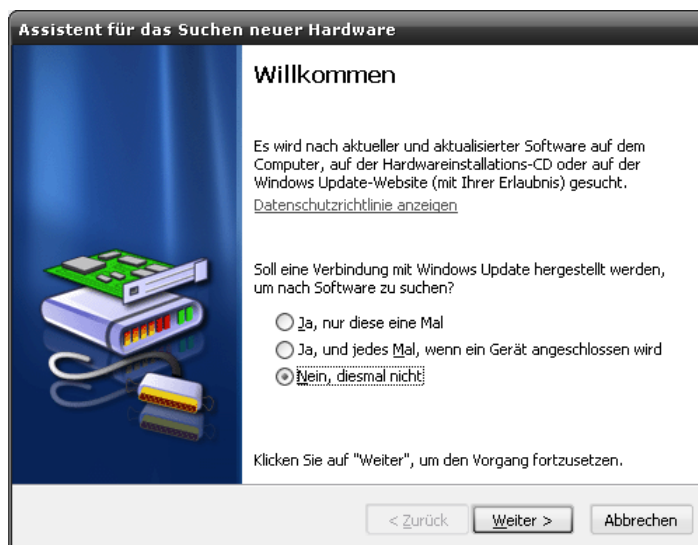 Assistent für das Suchen neuer Hardware
Willkommen
Es wird nach aktueller und aktualisierter Software auf dem
Computer, auf der Hardwareinstallations-CD oder auf der
Windows Update-Website (mit Ihrer Erlaubnis) gesucht.
Datenschutzrichtlinie anzeigen
Soll eine Verbindung mit Windows Update hergestellt werden,
um nach Software zu suchen?
Ja, nur diese eine Mal
Ja, und jedes Mal, wenn ein Gerät angeschlossen wird
Nein, diesmal nicht
Klicken Sie auf "Weiter", um den Vorgang fortzusetzen.
< Zurück Weiter > Abbrechen